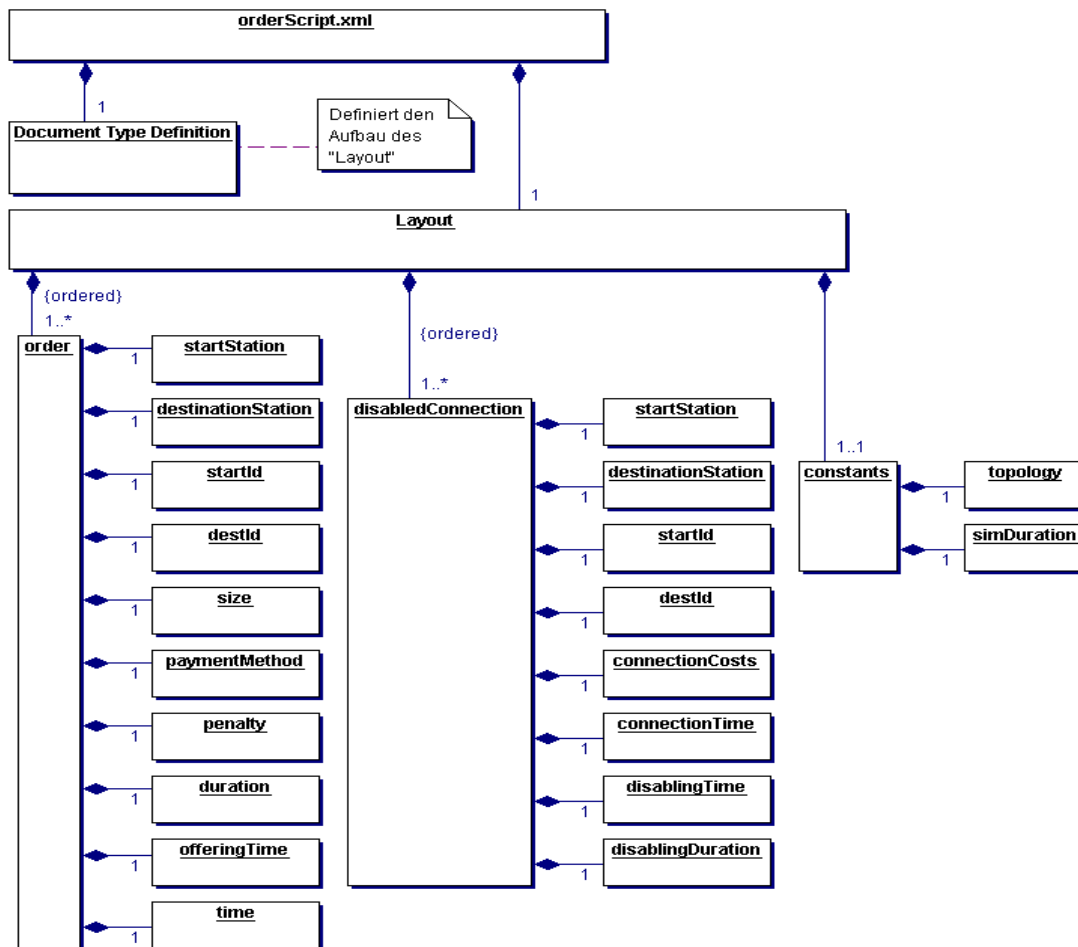 orderScript.xml
1
Document Type Definition
Definiert den
Aufbau des
"Layout"
1
Layout
{ordered}
1..*
order
1
startStation
1
destinationStation
1
startId
1
destId
1
size
1
paymentMethod
1
penalty
1
duration
1
offeringTime
1
time
{ordered}
1..*
disabledConnection
1
startStation
1
destinationStation
1
startId
1
destId
1
connectionCosts
1
connectionTime
1
disablingTime
1
disablingDuration
1..1
constants
1
topology
1
simDuration